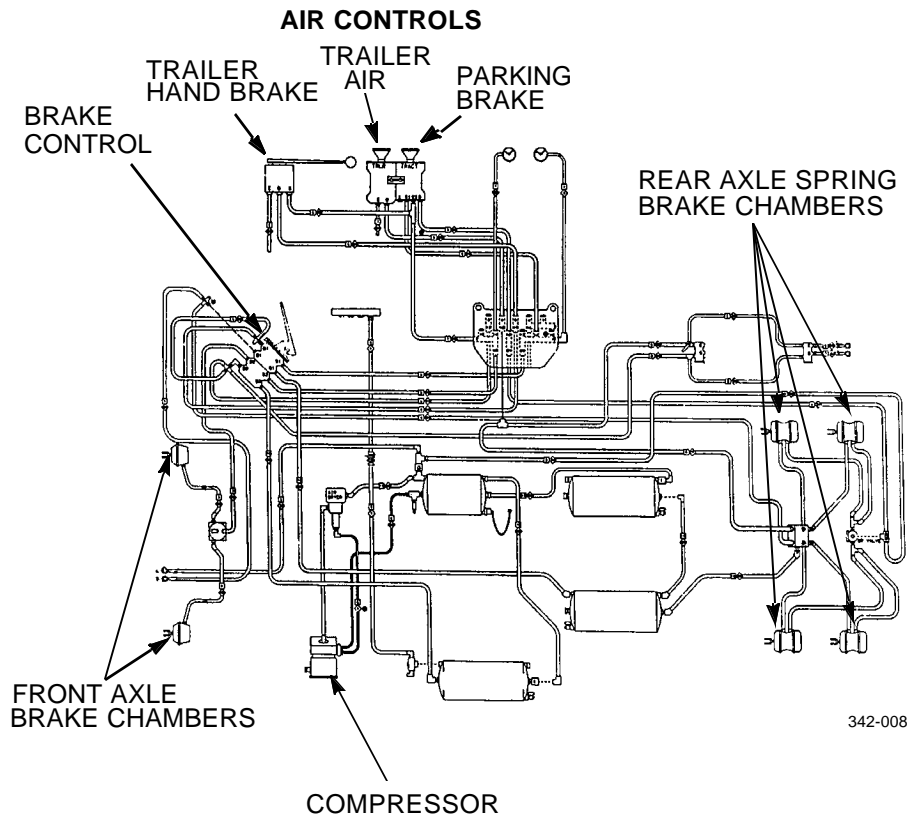 AIR CONTROLS
TRAILER
AIR
TRAILER
HAND BRAKE
PARKING
BRAKE
BRAKE
CONTROL
REAR AXLE SPRING
BRAKE CHAMBERS
FRONT AXLE
BRAKE CHAMBERS
342-008
COMPRESSOR